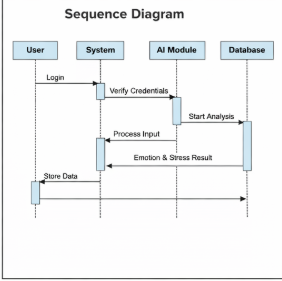 Sequence Diagram
User
System
AI Module
Database
Login
Verify Credentials
Start Analysis
Process Input
Emotion & Stress Result
Store Data